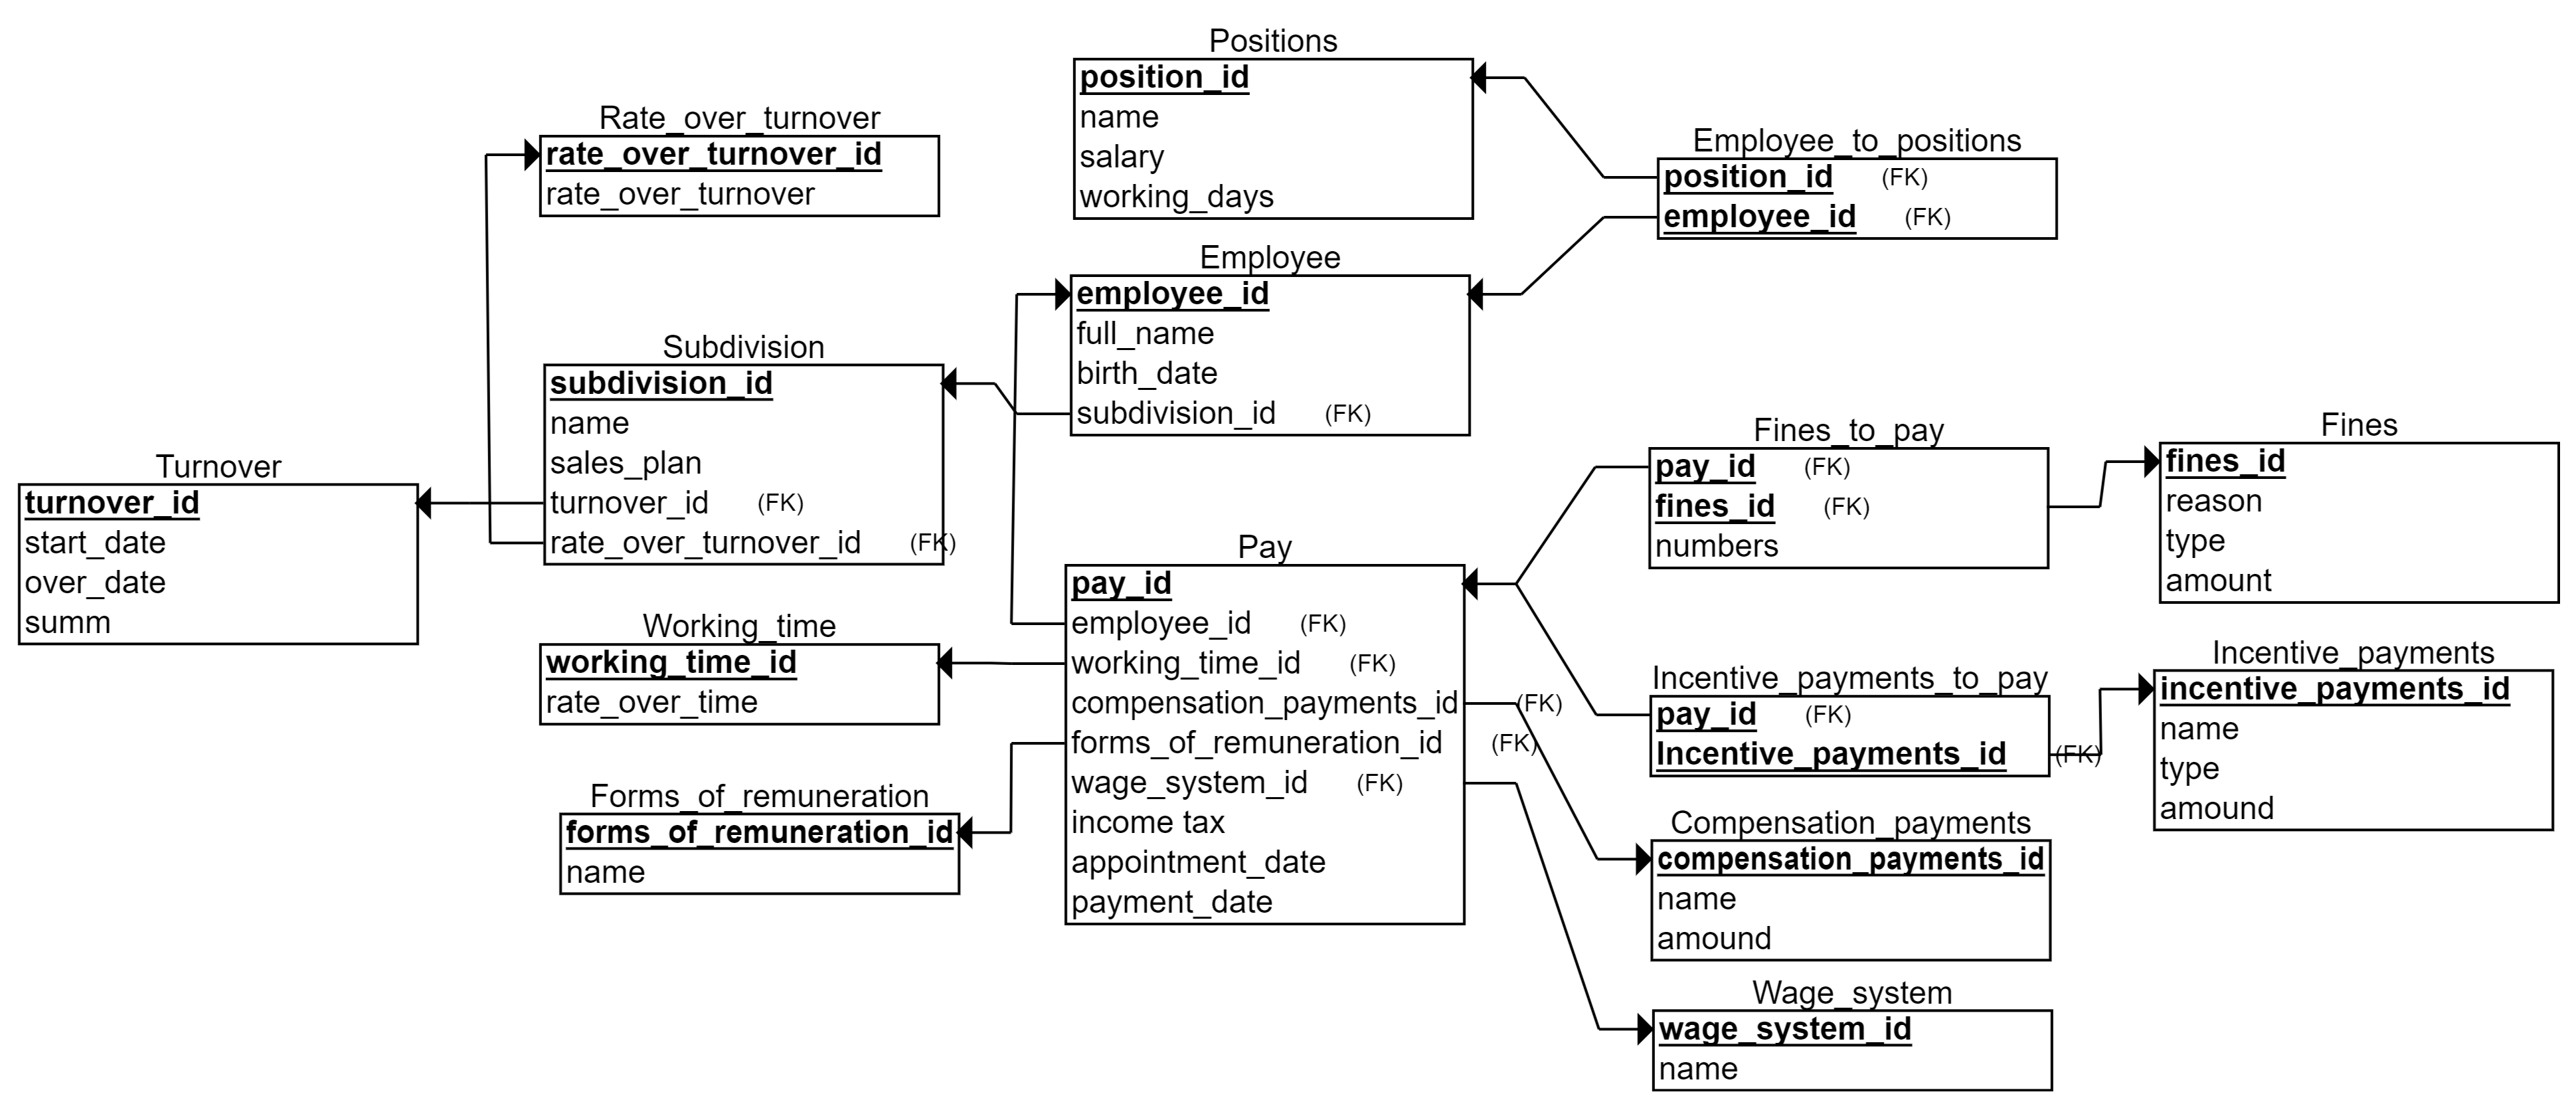 Positions
position_id
name
salary
working_days
Rate_over_turnover
rate_over_turnover_id
rate_over_turnover
Employee_to_positions
position_id (FK)
employee_id (FK)
Employee
employee_id
full_name
birth_date
subdivision_id (FK)
Subdivision
subdivision_id
name
sales_plan
turnover_id (FK)
rate_over_turnover_id (FK)
Turnover
turnover_id
start_date
over_date
summ
Fines_to_pay
pay_id (FK)
fines_id (FK)
numbers
Fines
fines_id
reason
type
amount
Pay
pay_id
employee_id (FK)
working_time_id (FK)
compensation_payments_id (FK)
forms_of_remuneration_id (FK)
wage_system_id (FK)
income tax
appointment_date
payment_date
Working_time
working_time_id
rate_over_time
Forms_of_remuneration
forms_of_remuneration_id
name
Incentive_payments_to_pay
pay_id (FK)
Incentive_payments_id (FK)
Incentive_payments
incentive_payments_id
name
type
amound
Compensation_payments
compensation_payments_id
name
amound
Wage_system
wage_system_id
name